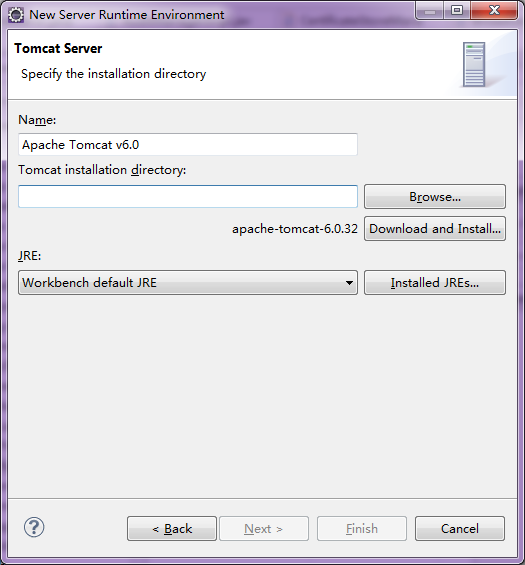 New Server Runtime Environment
Tomcat Server
Specify the installation directory
Name:
Apache Tomcat v6.0
Tomcat installation directory:
Browse...
apache-tomcat-6.0.32 Download and Install...
JRE:
Workbench default JRE Installed JREs...
? < Back Next > Finish Cancel